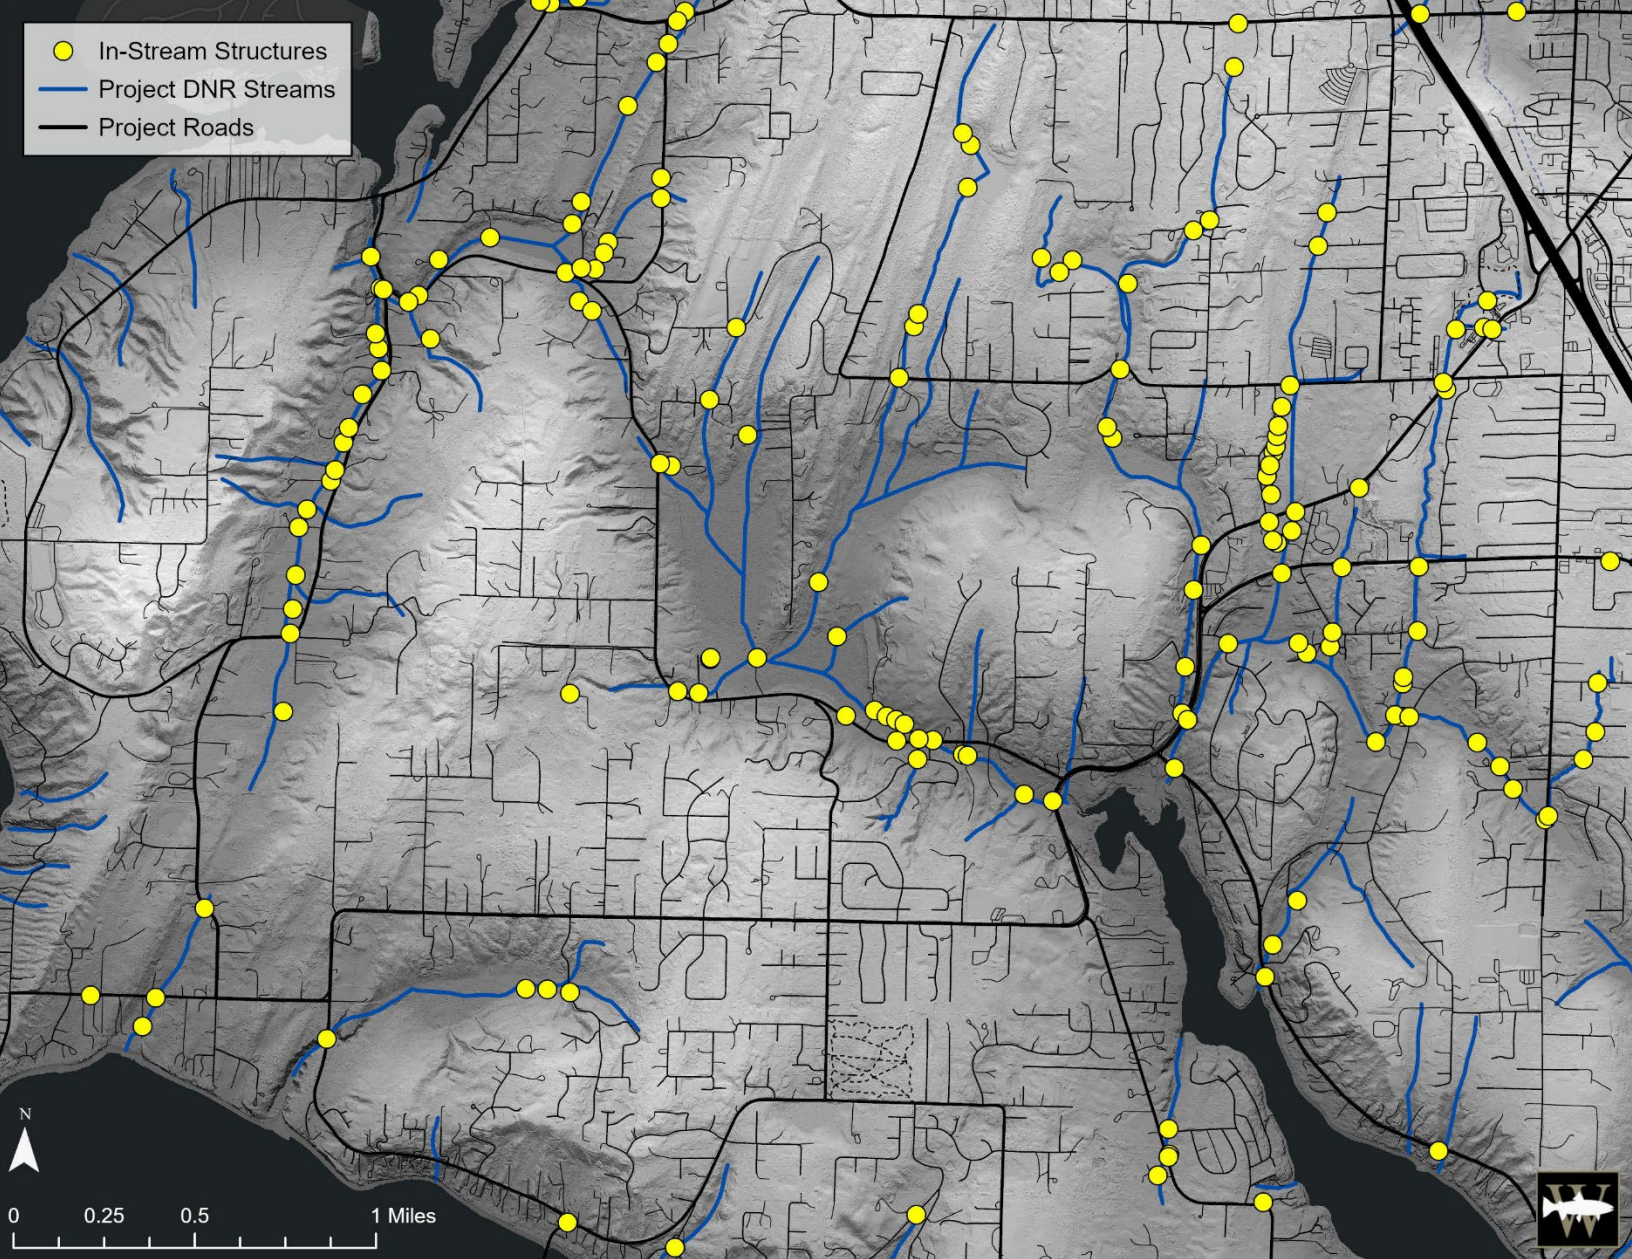 In-Stream Structures
Project DNR Streams
Project Roads
N
0 0.25 0.5 1 Miles
W